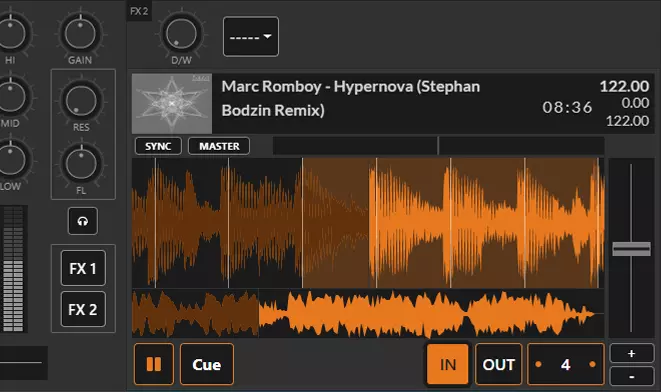 FX 2
HI
GAIN
D/W
-----
MID
RES
LOW
FL
Marc Romboy - Hypernova (Stephan
Bodzin Remix)
08:36
122.00
0.00
122.00
SYNC
MASTER
FX 1
FX 2
Cue
IN
OUT
4
+
-